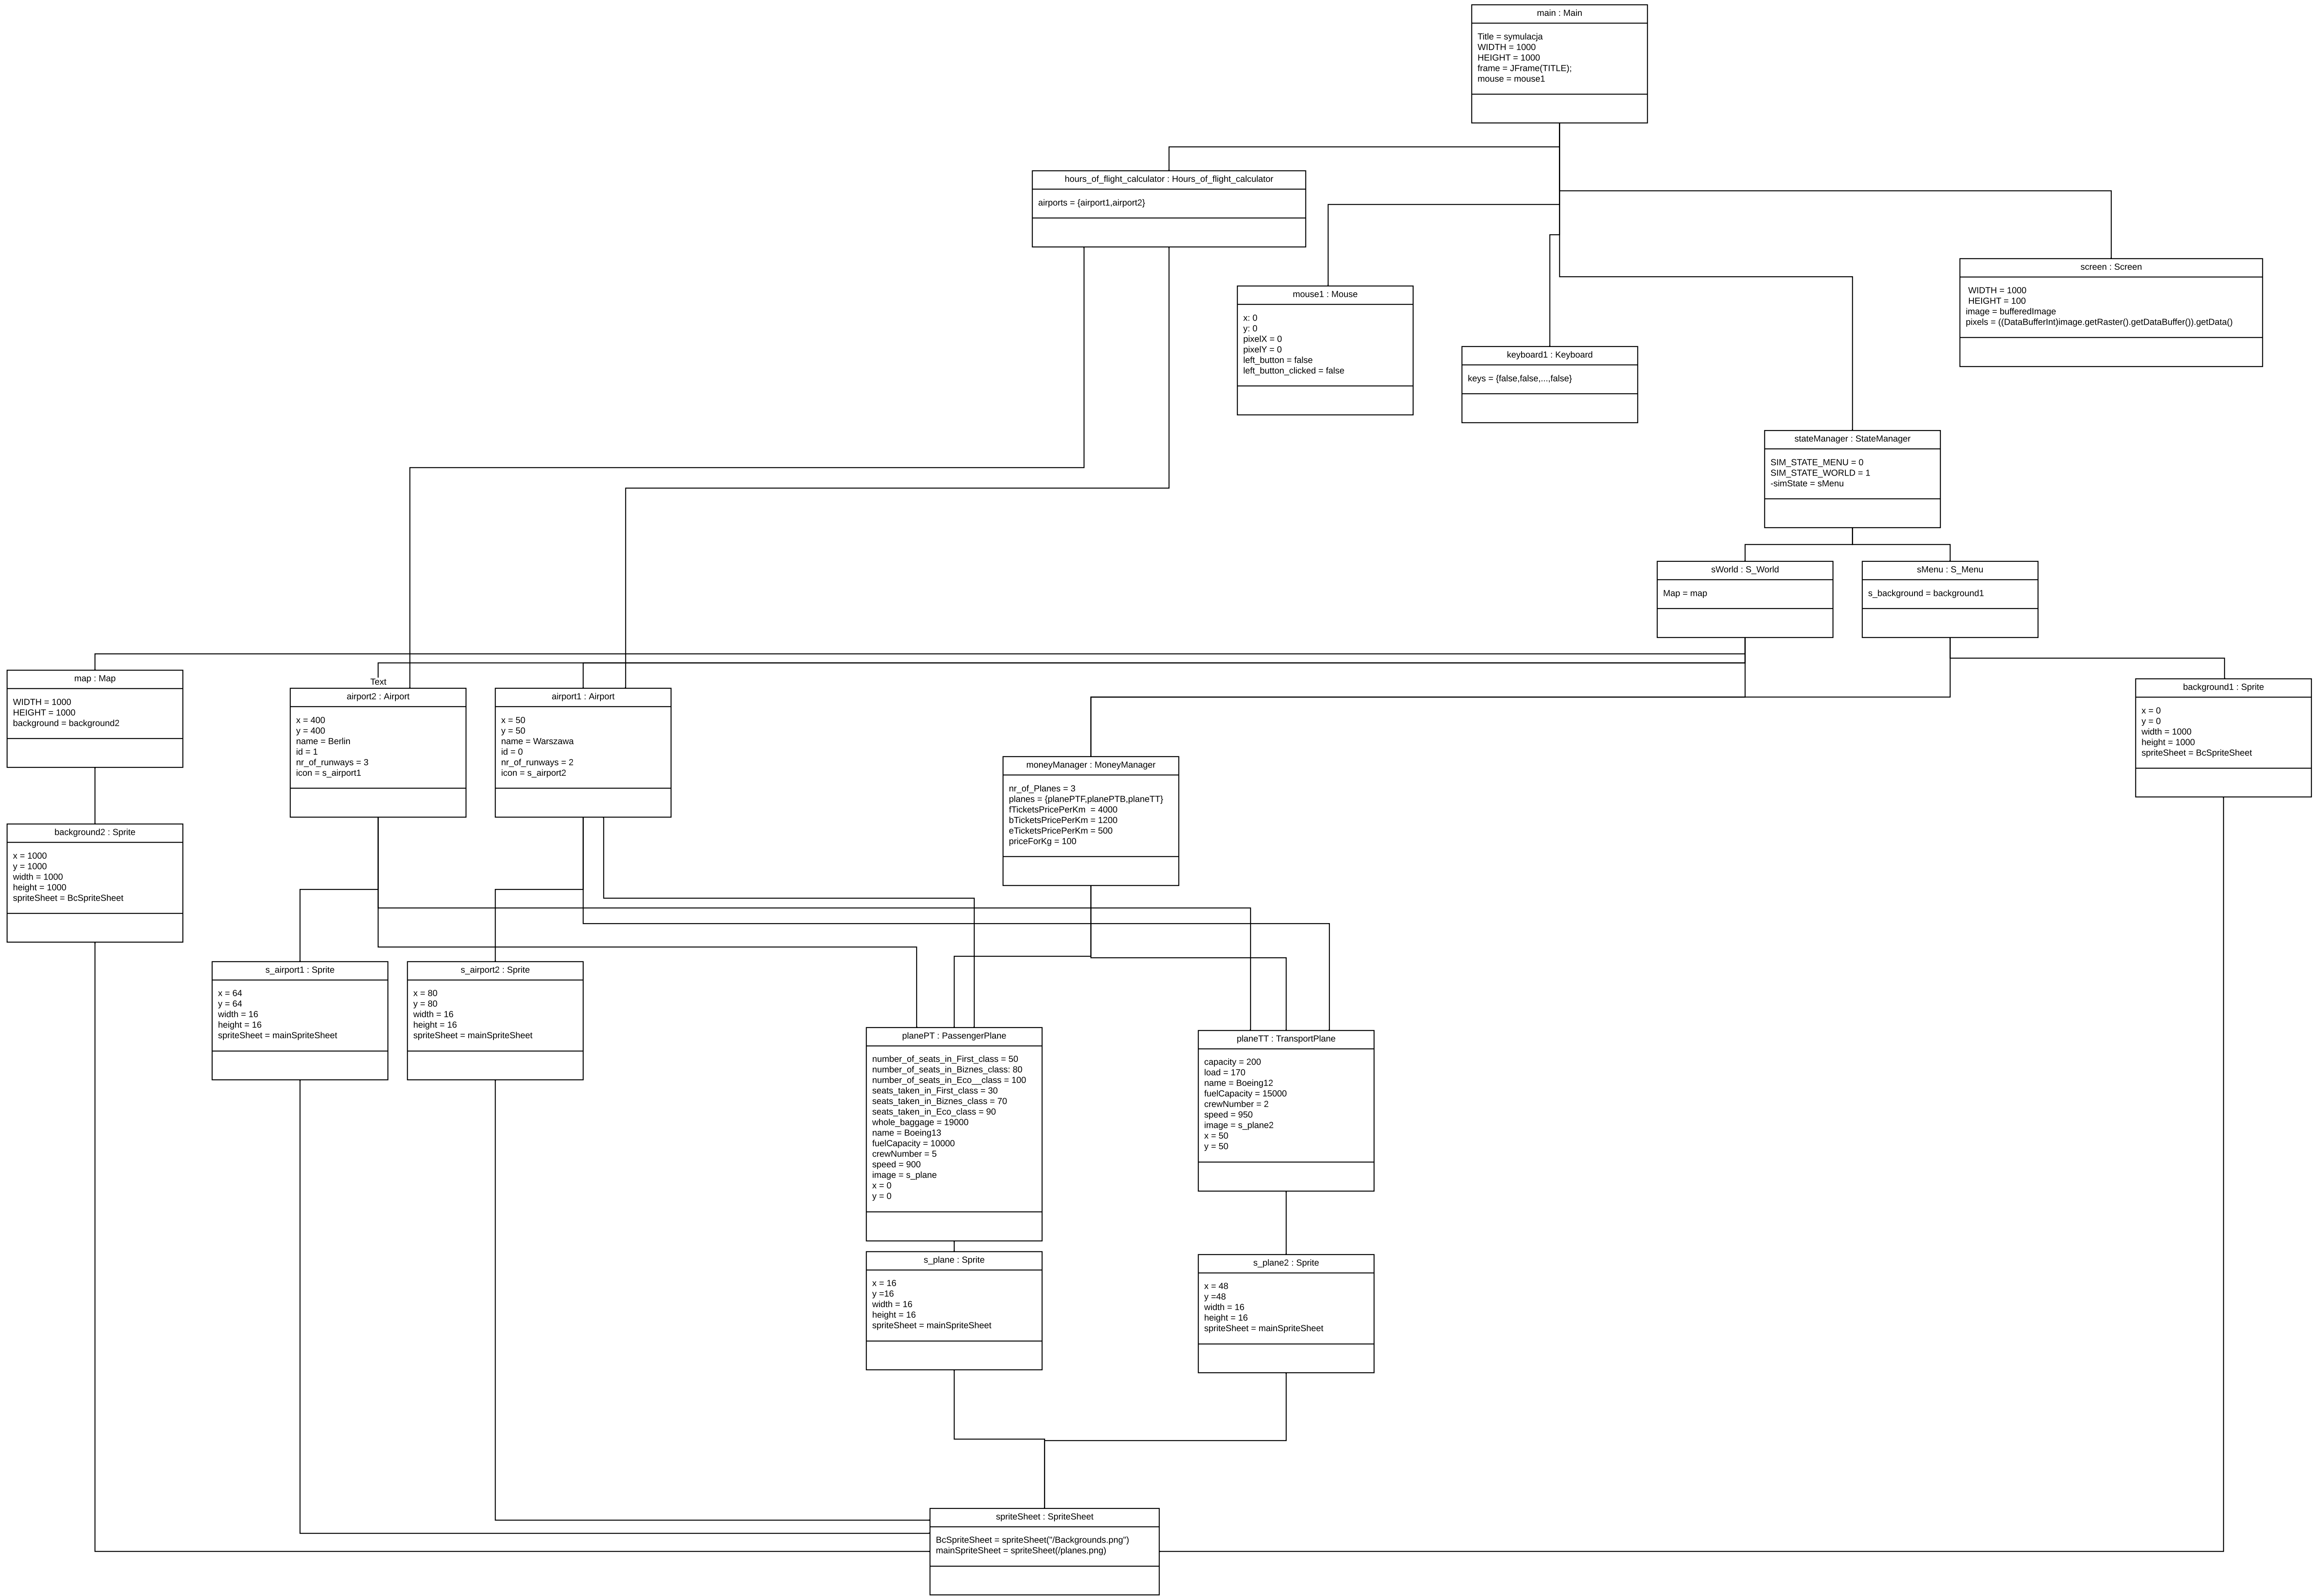 main : Main
Title = symulacja
WIDTH = 1000
HEIGHT = 1000
frame = JFrame(TITLE);
mouse = mouse1
hours_of_flight_calculator : Hours_of_flight_calculator
airports = {airport1,airport2}
mouse1 : Mouse
x: 0
y: 0
pixelX = 0
pixelY = 0
left_button = false
left_button_clicked = false
keyboard1 : Keyboard
keys = {false,false,...,false}
screen : Screen
WIDTH = 1000
HEIGHT = 100
image = bufferedImage
pixels = ((DataBufferInt)image.getRaster().getDataBuffer()).getData()
stateManager : StateManager
SIM_STATE_MENU = 0
SIM_STATE_WORLD = 1
-simState = sMenu
sWorld : S_World
Map = map
sMenu : S_Menu
s_background = background1
map : Map
WIDTH = 1000
HEIGHT = 1000
background = background2
Text
airport2 : Airport
x = 400
y = 400
name = Berlin
id = 1
nr_of_runways = 3
icon = s_airport1
airport1 : Airport
x = 50
y = 50
name = Warszawa
id = 0
nr_of_runways = 2
icon = s_airport2
moneyManager : MoneyManager
nr_of_Planes = 3
planes = {planePTF,planePTB,planeTT}
fTicketsPricePerKm  = 4000
bTicketsPricePerKm = 1200
eTicketsPricePerKm = 500
priceForKg = 100
background1 : Sprite
x = 0
y = 0
width = 1000
height = 1000
spriteSheet = BcSpriteSheet
background2 : Sprite
x = 1000
y = 1000
width = 1000
height = 1000
spriteSheet = BcSpriteSheet
s_airport1 : Sprite
x = 64
y = 64
width = 16
height = 16
spriteSheet = mainSpriteSheet
s_airport2 : Sprite
x = 80
y = 80
width = 16
height = 16
spriteSheet = mainSpriteSheet
planePT : PassengerPlane
number_of_seats_in_First_class = 50
number_of_seats_in_Biznes_class: 80
number_of_seats_in_Eco__class = 100
seats_taken_in_First_class = 30
seats_taken_in_Biznes_class = 70
seats_taken_in_Eco_class = 90
whole_baggage = 19000
name = Boeing13
fuelCapacity = 10000
crewNumber = 5
speed = 900
image = s_plane
x = 0
y = 0
planeTT : TransportPlane
capacity = 200
load = 170
name = Boeing12
fuelCapacity = 15000
crewNumber = 2
speed = 950
image = s_plane2
x = 50
y = 50
s_plane : Sprite
x = 16
y =16
width = 16
height = 16
spriteSheet = mainSpriteSheet
s_plane2 : Sprite
x = 48
y =48
width = 16
height = 16
spriteSheet = mainSpriteSheet
spriteSheet : SpriteSheet
BcSpriteSheet = spriteSheet("/Backgrounds.png")
mainSpriteSheet = spriteSheet(/planes.png)